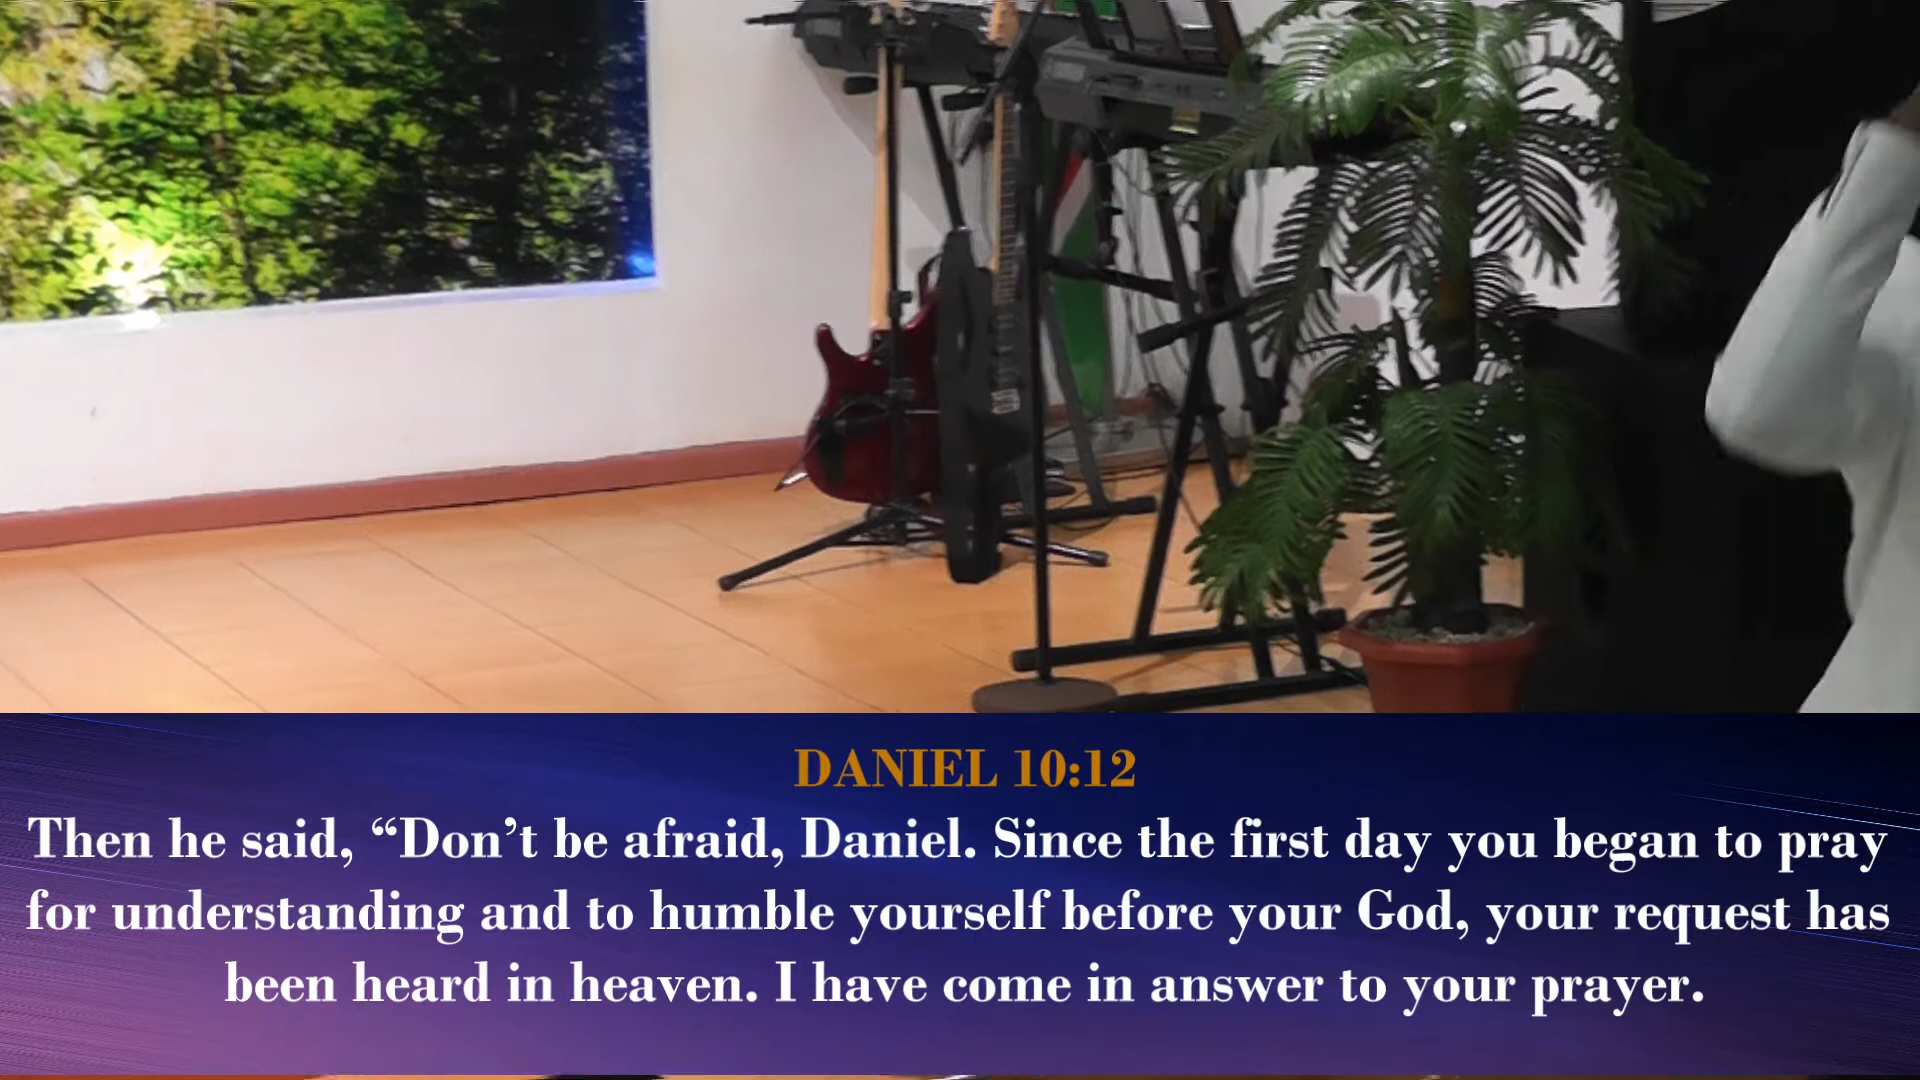 DANIEL 10:12
Then he said, “Don’t be afraid, Daniel. Since the first day you began to pray
for understanding and to humble yourself before your God, your request has
been heard in heaven. I have come in answer to your prayer.